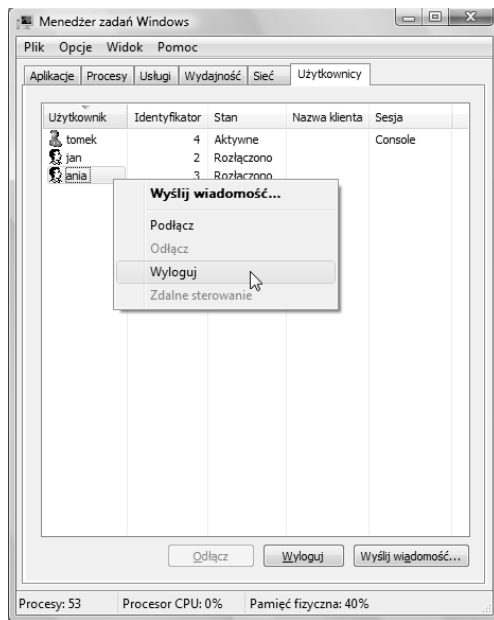 Menedżer zadań Windows
Plik Opcje Widok Pomoc
Aplikacje Procesy Usługi Wydajność Sieć Użytkownicy
Użytkownik Identyfikator Stan Nazwa klienta Sesja
tomek 4 Aktywne Console
jan 2 Rozłączono
ania 3 Rozłączono
Wyślij wiadomość...
Podłącz
Odłącz
Wyloguj
Zdalne sterowanie
Odłącz Wyloguj Wyślij wiadomość...
Procesy: 53 Procesor CPU: 0% Pamięć fizyczna: 40%